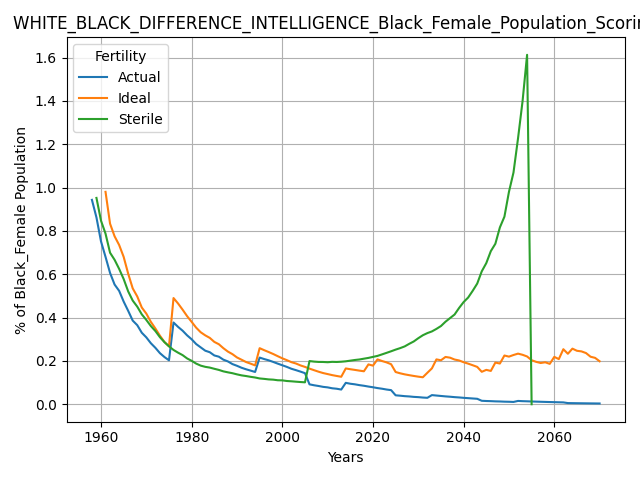 WHITE_BLACK_DIFFERENCE_INTELLIGENCE_Black_Female_Population_Scorin
Fertility
Actual
Ideal
Sterile
% of Black_Female Population
1.6
1.4
1.2
1.0
0.8
0.6
0.4
0.2
0.0
1960 1980 2000 2020 2040 2060
Years